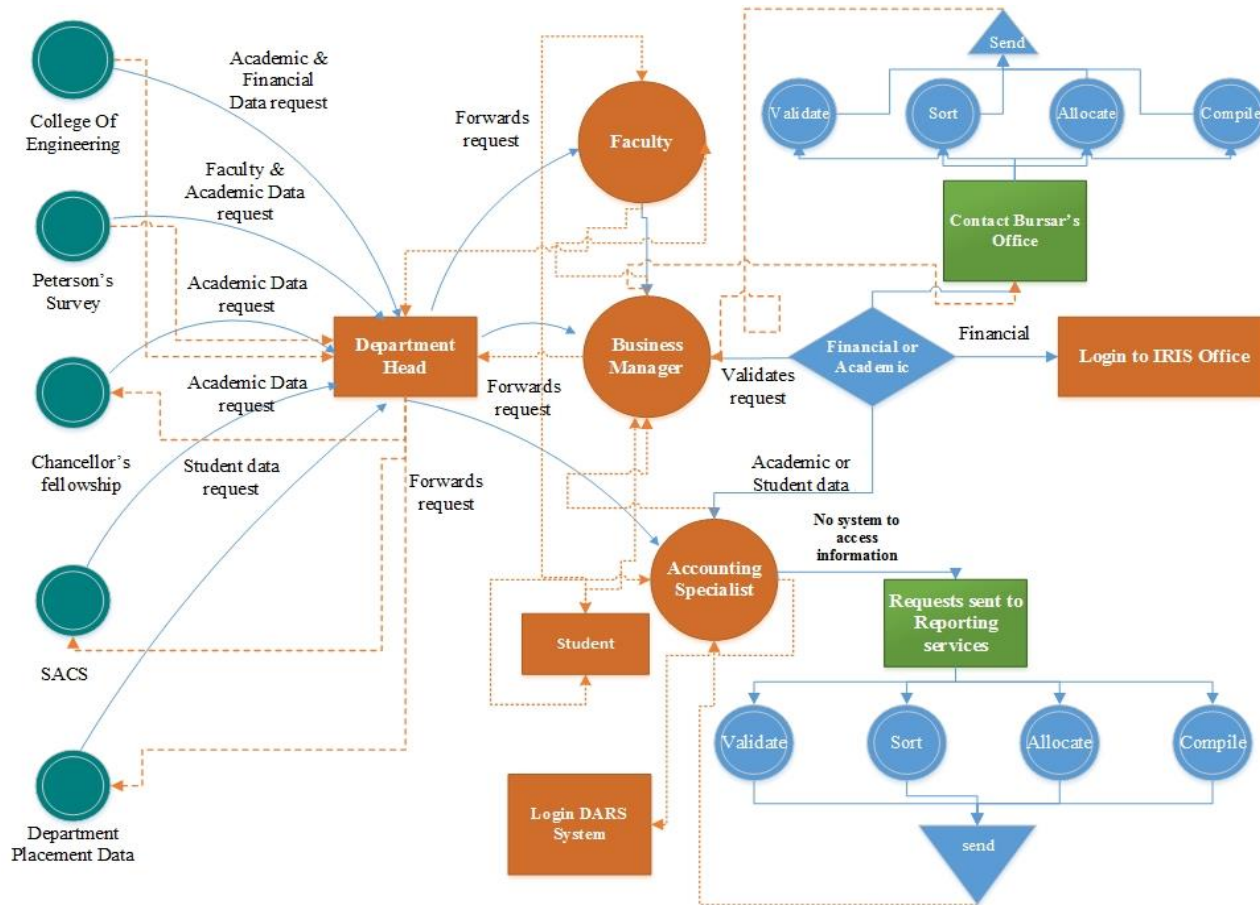 College Of
Engineering
Peterson's
Survey
Chancellor's
fellowship
SACS
Department
Placement Data
Academic &
Financial
Data request
Faculty &
Academic Data
request
Academic Data
request
Academic Data
request
Student data
request
Department
Head
Forwards
request
Forwards
request
Forwards
request
Faculty
Business
Manager
Accounting
Specialist
Student
Login DARS
System
Send
Validate
Sort
Allocate
Compile
Contact Bursar's
Office
Financial or
Academic
Financial
Login to IRIS Office
Validates
request
Academic or
Student data
No system to
access
information
Requests sent to
Reporting
services
Validate
Sort
Allocate
Compile
send